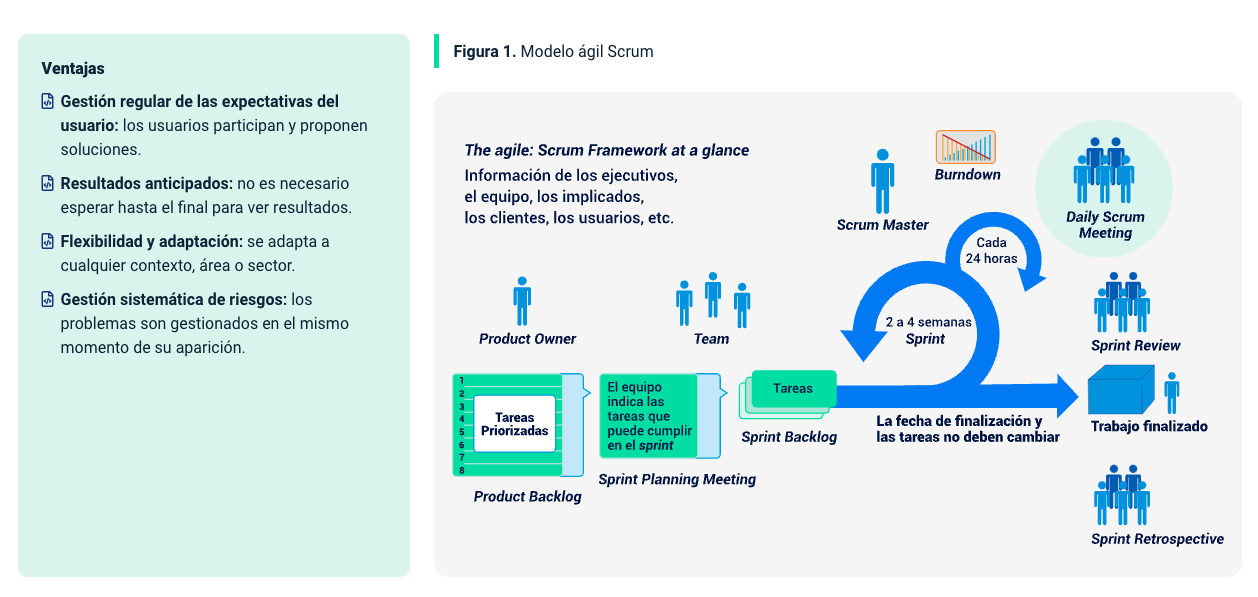 Ventajas
Gestión regular de las expectativas del
usuario: los usuarios participan y proponen
soluciones.
Resultados anticipados: no es necesario
esperar hasta el final para ver resultados.
Flexibilidad y adaptación: se adapta a
cualquier contexto, área o sector.
Gestión sistemática de riesgos: los
problemas son gestionados en el mismo
momento de su aparición.
Figura 1. Modelo ágil Scrum
The agile: Scrum Framework at a glance
Información de los ejecutivos,
el equipo, los implicados,
los clientes, los usuarios, etc.
Burndown
Scrum Master
Daily Scrum
Meeting
Cada
24 horas
2 a 4 semanas
Sprint
Product Owner
Team
Sprint Review
1
2
3
4
5
6
7
8
Tareas
Priorizadas
Product Backlog
El equipo
indica las
tareas que
puede cumplir
en el sprint
Sprint Planning Meeting
Tareas
Sprint Backlog
La fecha de finalización y
las tareas no deben cambiar
Trabajo finalizado
Sprint Retrospective